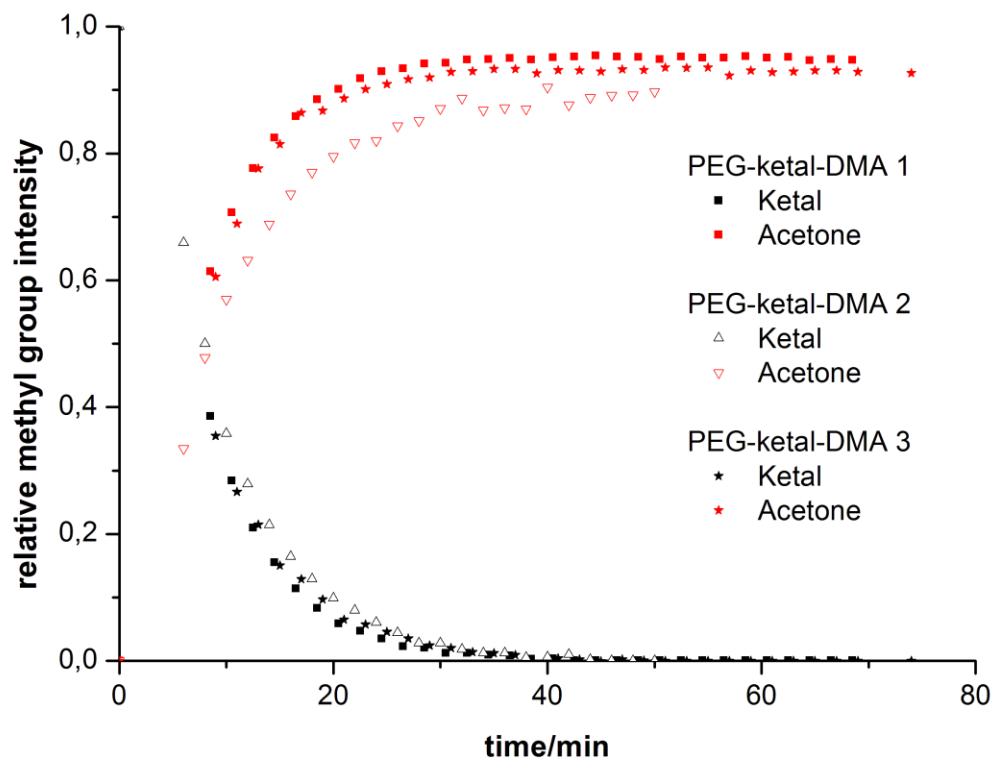 relative methyl group intensity
1,0
0,8
0,6
0,4
0,2
0,0
0
20
40
60
80
time/min
PEG-ketal-DMA 1
Ketal
Acetone
PEG-ketal-DMA 2
Ketal
Acetone
PEG-ketal-DMA 3
Ketal
Acetone